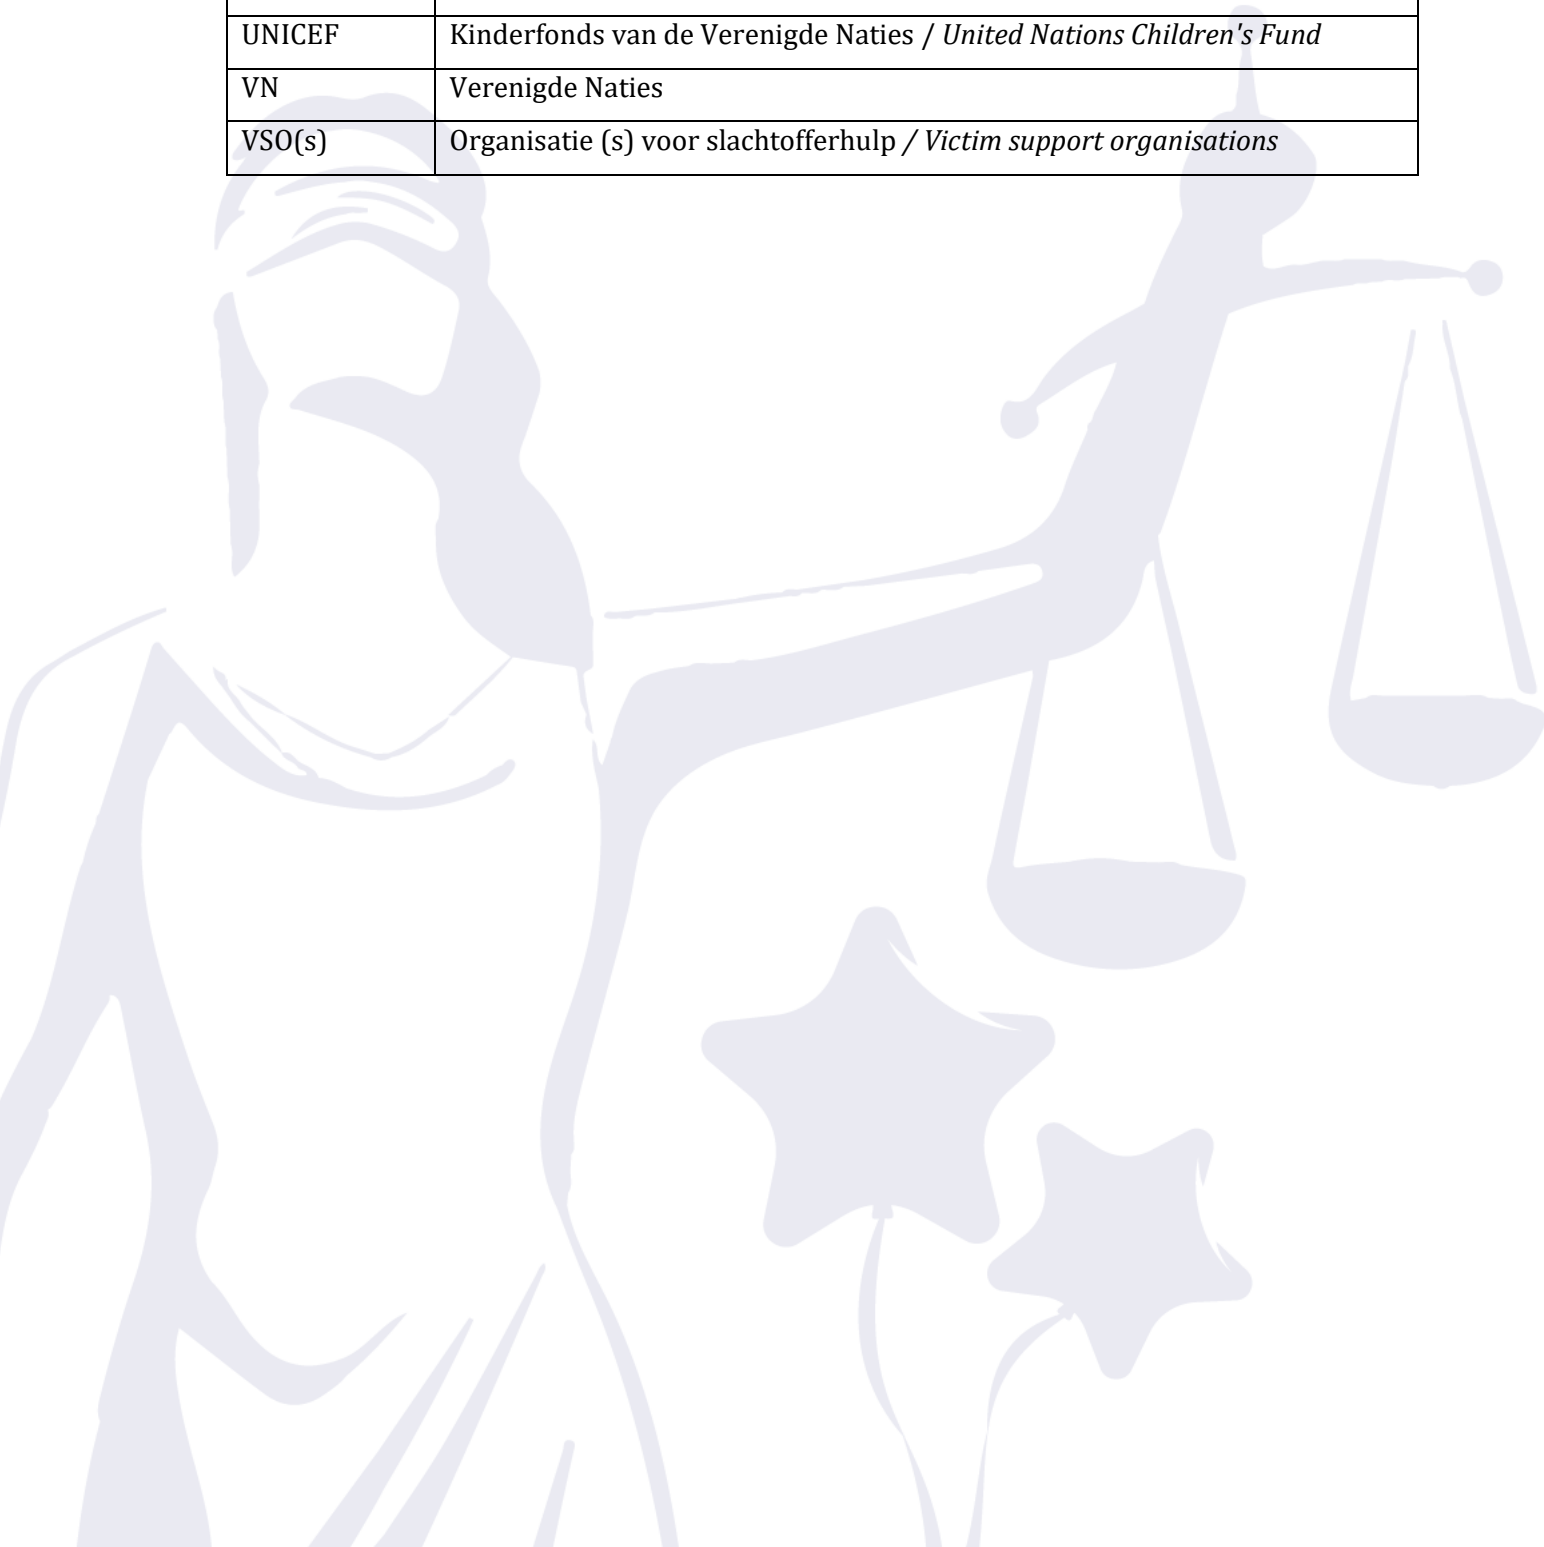 UNICEF Kinderfonds van de Verenigde Naties / United Nations Children's Fund
VN Verenigde Naties
VSO(s) Organisatie (s) voor slachtofferhulp / Victim support organisations